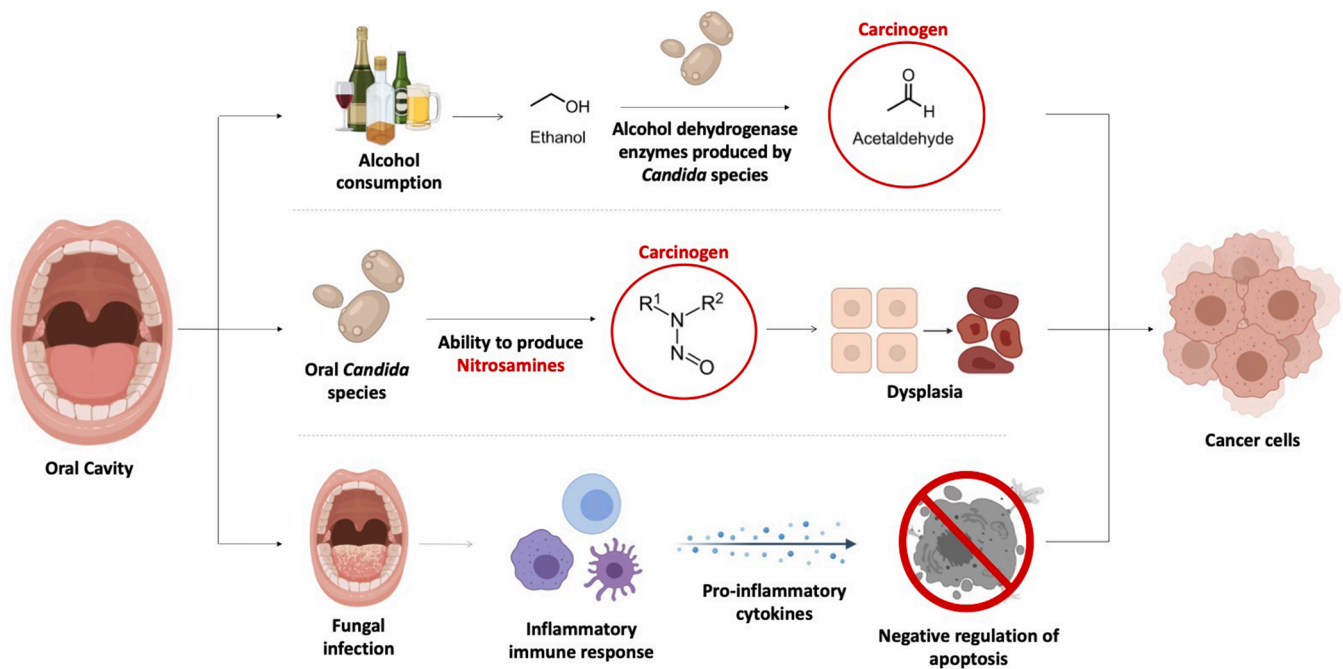 Carcinogen
OH
Ethanol
O
H
Acetaldehyde
Alcohol
consumption
Alcohol dehydrogenase
enzymes produced by
Candida species
Carcinogen
R¹
R²
N
N
O
Oral Candida
species
Ability to produce
Nitrosamines
Dysplasia
Oral Cavity
Cancer cells
Fungal
infection
Inflammatory
immune response
Pro-inflammatory
cytokines
Negative regulation of
apoptosis